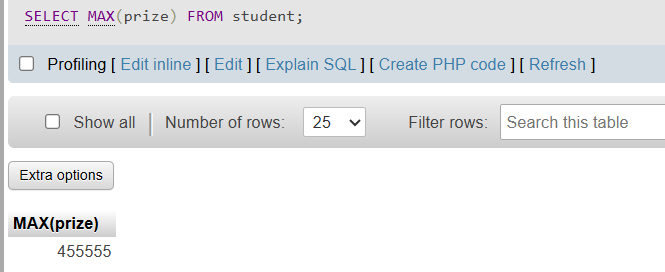 SELECT MAX(prize) FROM student;
Profiling [ Edit inline ] [ Edit ] [ Explain SQL ] [ Create PHP code ] [ Refresh ]
Show all Number of rows: 25 Filter rows: Search this table
Extra options
MAX(prize)
455555